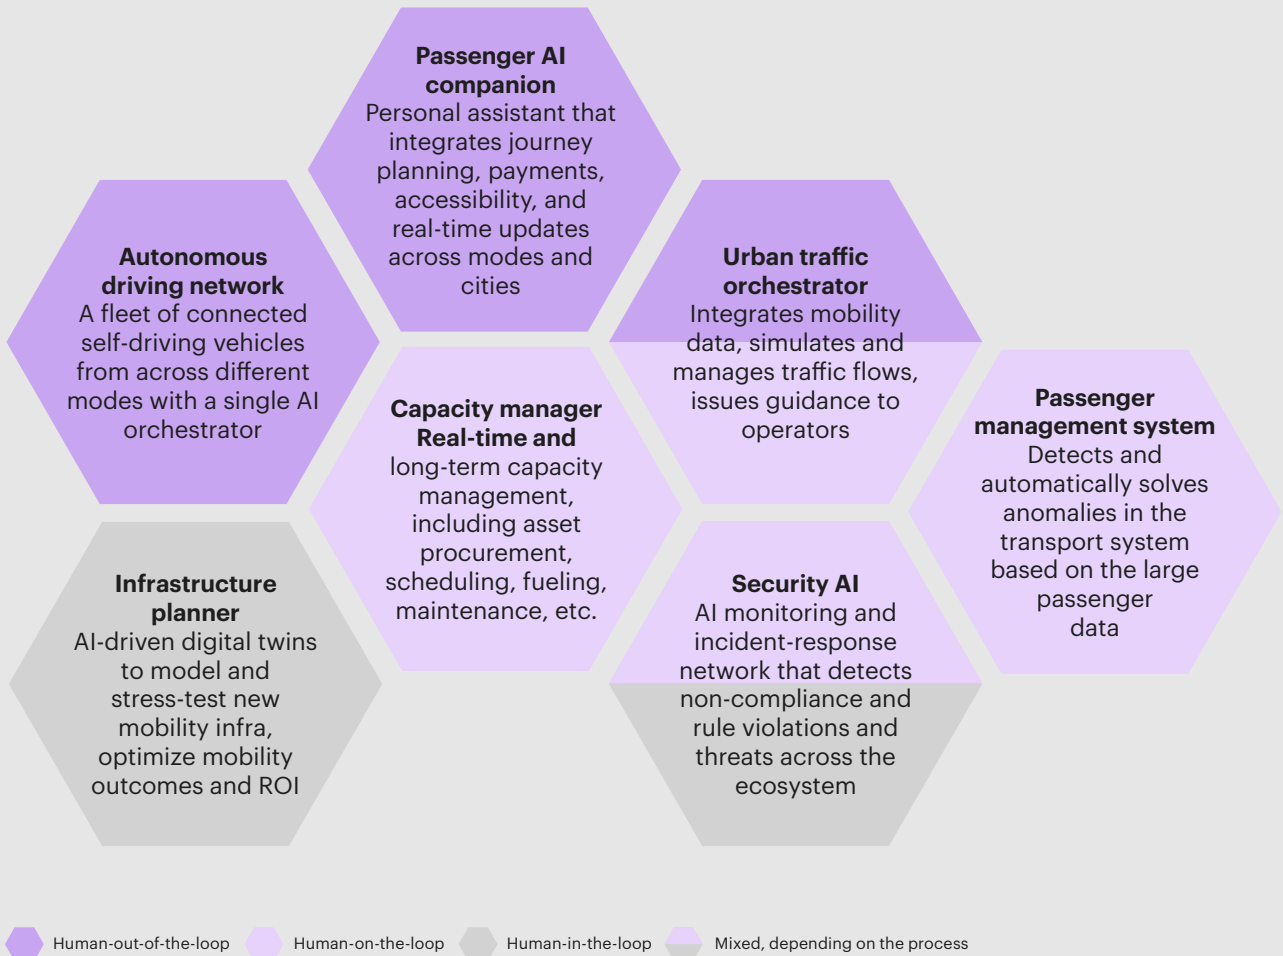 Passenger AI
companion
Personal assistant that
integrates journey
planning, payments,
accessibility, and
real-time updates
across modes and
cities
Autonomous
driving network
A fleet of connected
self-driving vehicles
from across different
modes with a single AI
orchestrator
Urban traffic
orchestrator
Integrates mobility
data, simulates and
manages traffic flows,
issues guidance to
operators
Capacity manager
Real-time and
long-term capacity
management,
including asset
procurement,
scheduling, fueling,
maintenance, etc.
Passenger
management system
Detects and
automatically solves
anomalies in the
transport system
based on the large
passenger
data
Infrastructure
planner
AI-driven digital twins
to model and
stress-test new
mobility infra,
optimize mobility
outcomes and ROI
Security AI
AI monitoring and
incident-response
network that detects
non-compliance and
rule violations and
threats across the
ecosystem
Human-out-of-the-loop
Human-on-the-loop
Human-in-the-loop
Mixed, depending on the process